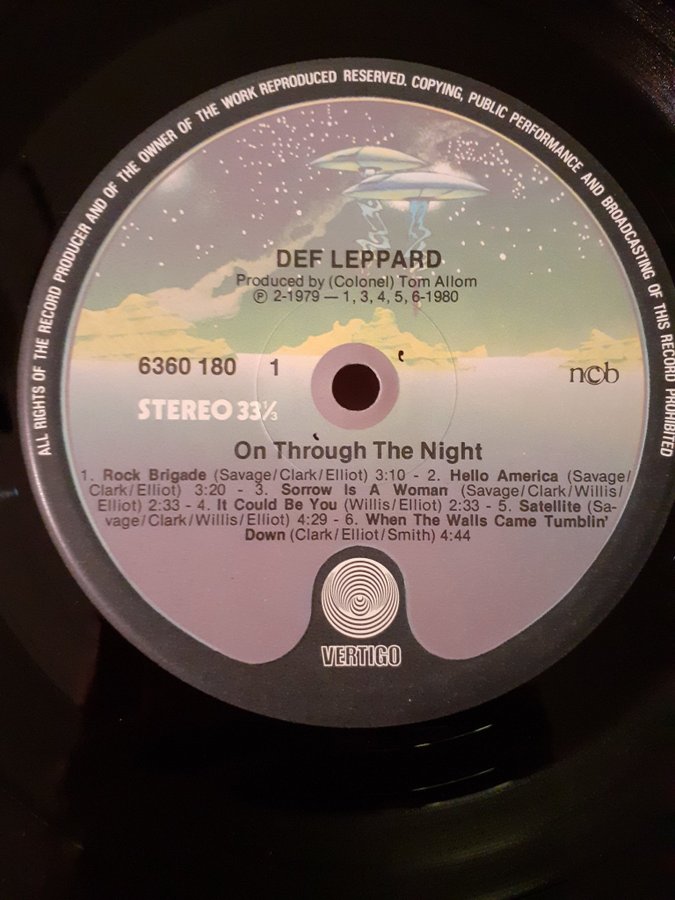 ALL RIGHTS OF THE RECORD PRODUCER AND OF THE OWNER OF THE WORK REPRODUCED RESERVED. COPYING, PUBLIC PERFORMANCE AND BROADCASTING OF THIS RECORD PROHIBITED
DEF LEPPARD
Produced by (Colonel) Tom Allom
℗ 2-1979 — 1, 3, 4, 5, 6-1980
6360 180 1
ncb
STEREO 33⅓
On Through The Night
1. Rock Brigade (Savage/Clark/Elliot) 3:10 - 2. Hello America (Savage/
Clark/Elliot) 3:20 - 3. Sorrow Is A Woman (Savage/Clark/Willis/
Elliot) 2:33 - 4. It Could Be You (Willis/Elliot) 2:33 - 5. Satellite (Sa-
vage/Clark/Willis/Elliot) 4:29 - 6. When The Walls Came Tumblin'
Down (Clark/Elliot/Smith) 4:44
VERTIGO